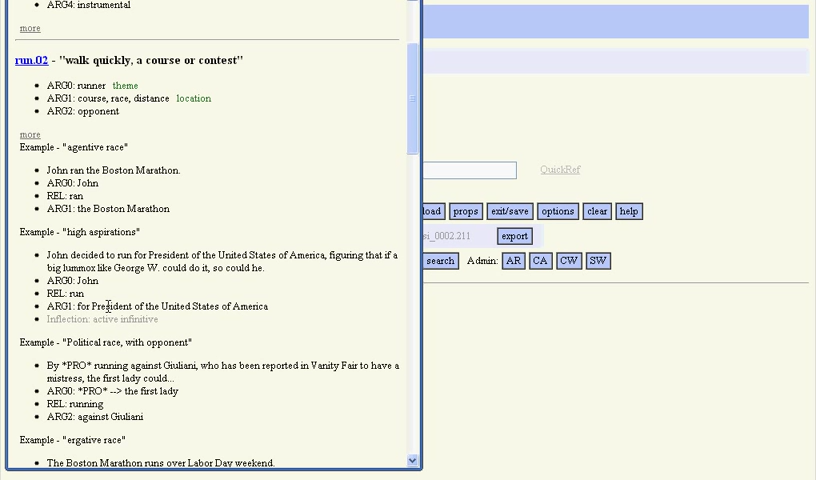 ARG4: instrumental
more
run.02 - "walk quickly, a course or contest"
ARG0: runner theme
ARG1: course, race, distance location
ARG2: opponent
more
Example - "agentive race"
John ran the Boston Marathon.
ARG0: John
REL: ran
ARG1: the Boston Marathon
Example - "high aspirations"
John decided to run for President of the United States of America, figuring that if a
big lummox like George W. could do it, so could he.
ARG0: John
REL: run
ARG1: for President of the United States of America
Inflection: active infinitive
Example - "Political race, with opponent"
By *PRO* running against Giuliani, who has been reported in Vanity Fair to have a
mistress, the first lady could...
ARG0: *PRO* --> the first lady
REL: running
ARG2: against Giuliani
Example - "ergative race"
The Boston Marathon runs over Labor Day weekend.
QuickRef
load props exit/save options clear help
si_0002.211 export
search Admin: AR CA CW SW